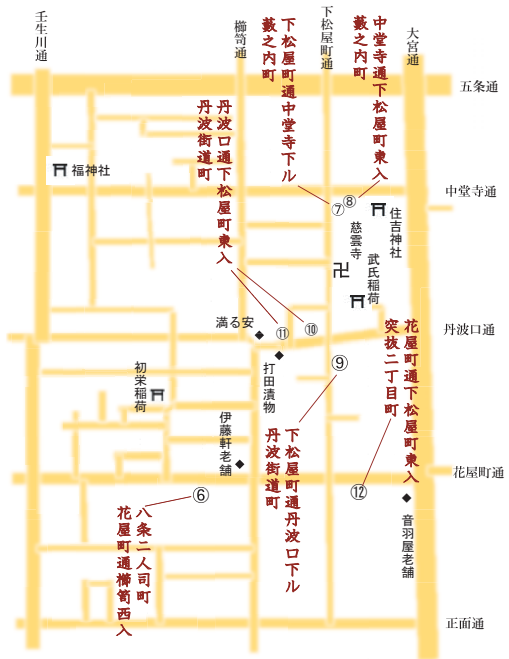 壬生川通
櫛笥通
下松屋町通
大宮通
五条通
中堂寺通
丹波口通
花屋町通
正面通
中堂寺通下松屋町東入
藪之内町
⑧
下松屋町通中堂寺下ル
藪之内町
⑦
丹波口通下松屋町東入
丹波街道町
⑪
⑩
福神社
住吉神社
慈雲寺
卍
武氏稲荷
満る安
打田漬物
初栄稲荷
伊藤軒老舗
⑨
下松屋町通丹波口下ル
丹波街道町
花屋町通下松屋町東入
突抜二丁目町
⑫
音羽屋老舗
⑥
八条二人司町
花屋町通櫛笥西入